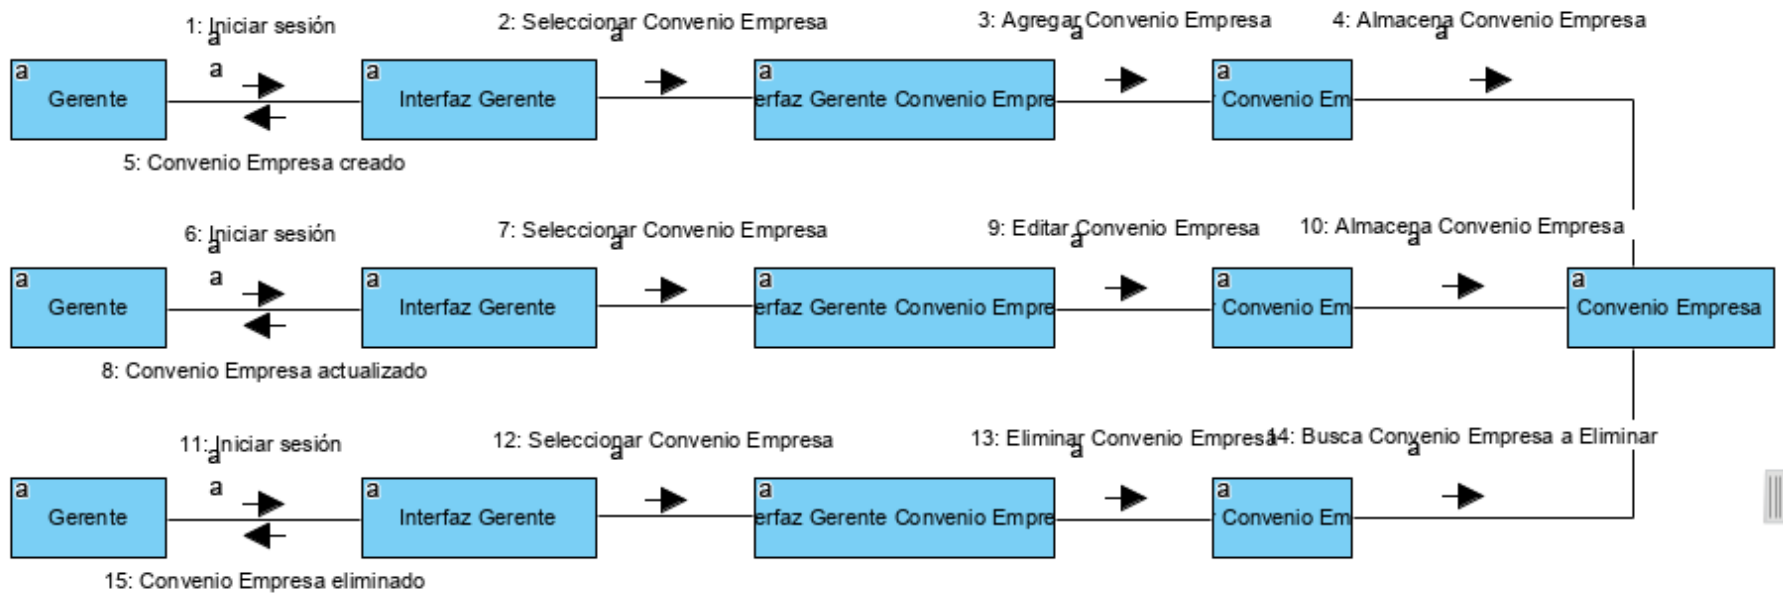 1: Iniciar sesión
2: Seleccionar Convenio Empresa
3: Agregar Convenio Empresa
4: Almacena Convenio Empresa
a
a
a
a
a
a
Gerente
a
Interfaz Gerente
a
erfaz Gerente Convenio Empre
a
Convenio Em
5: Convenio Empresa creado
6: Iniciar sesión
7: Seleccionar Convenio Empresa
9: Editar Convenio Empresa
10: Almacena Convenio Empresa
a
a
a
a
a
a
Gerente
a
Interfaz Gerente
a
erfaz Gerente Convenio Empre
a
Convenio Em
a
Convenio Empresa
8: Convenio Empresa actualizado
11: Iniciar sesión
12: Seleccionar Convenio Empresa
13: Eliminar Convenio Empresa
14: Busca Convenio Empresa a Eliminar
a
a
a
a
a
a
Gerente
a
Interfaz Gerente
a
erfaz Gerente Convenio Empre
a
Convenio Em
15: Convenio Empresa eliminado